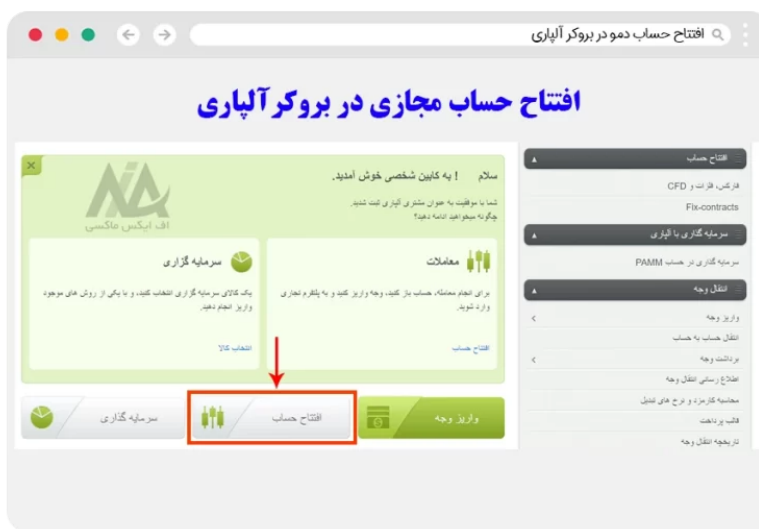 افتتاح حساب دمو در بروکر آلپاری
افتتاح حساب مجازی در بروکر آلپاری
افتتاح حساب
فارکس، فلزات و CFD
Fix-contracts
سرمایه گذاری با آلپاری
سرمایه گذاری در حساب PAMM
انتقال وجه
واریز وجه
انتقال حساب به حساب
برداشت وجه
اطلاع رسانی انتقال وجه
محاسبه کارمزد و نرخ های تبدیل
قالب پرداخت
تاریخچه انتقال وجه
سلام ! به کابین شخصی خوش آمدید.
شما با موفقیت به عنوان مشتری آلپاری ثبت شدید.
چگونه میخواهید ادامه دهید؟
اف ایکس ماکسی
معاملات
برای انجام معامله، حساب باز کنید، وجه واریز کنید و به پلتفرم تجاری
وارد شوید.
افتتاح حساب
سرمایه گزاری
یک کالای سرمایه گزاری انتخاب کنید، و با یکی از روش های موجود
واریز انجام دهید.
انتخاب کالا
واریز وجه
افتتاح حساب
سرمایه گذاری